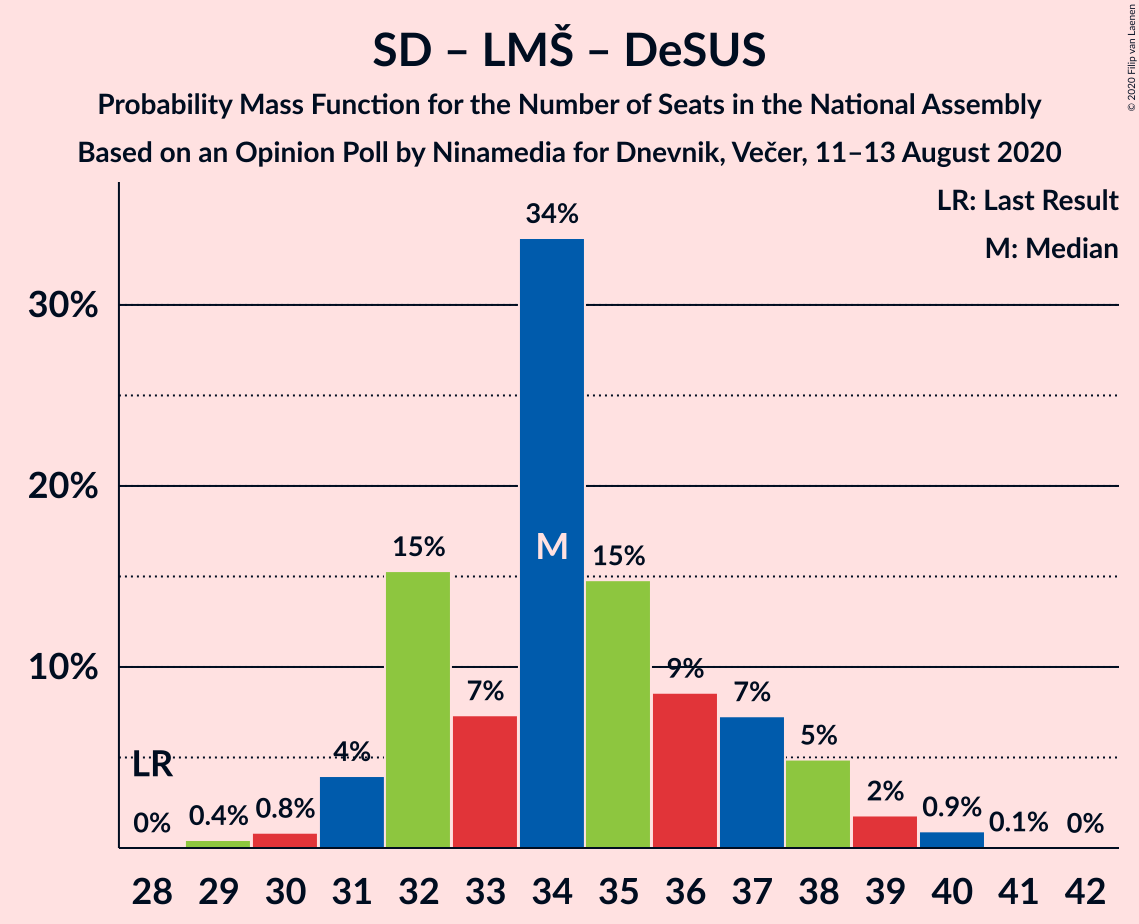 SD – LMŠ – DeSUS
Probability Mass Function for the Number of Seats in the National Assembly
Based on an Opinion Poll by Ninamedia for Dnevnik, Večer, 11–13 August 2020
© 2020 Filip van Laenen
LR: Last Result
M: Median
30%
20%
10%
LR
0%
0.4%
0.8%
4%
15%
7%
34%
M
15%
9%
7%
5%
2%
0.9%
0.1%
0%
28 29 30 31 32 33 34 35 36 37 38 39 40 41 42